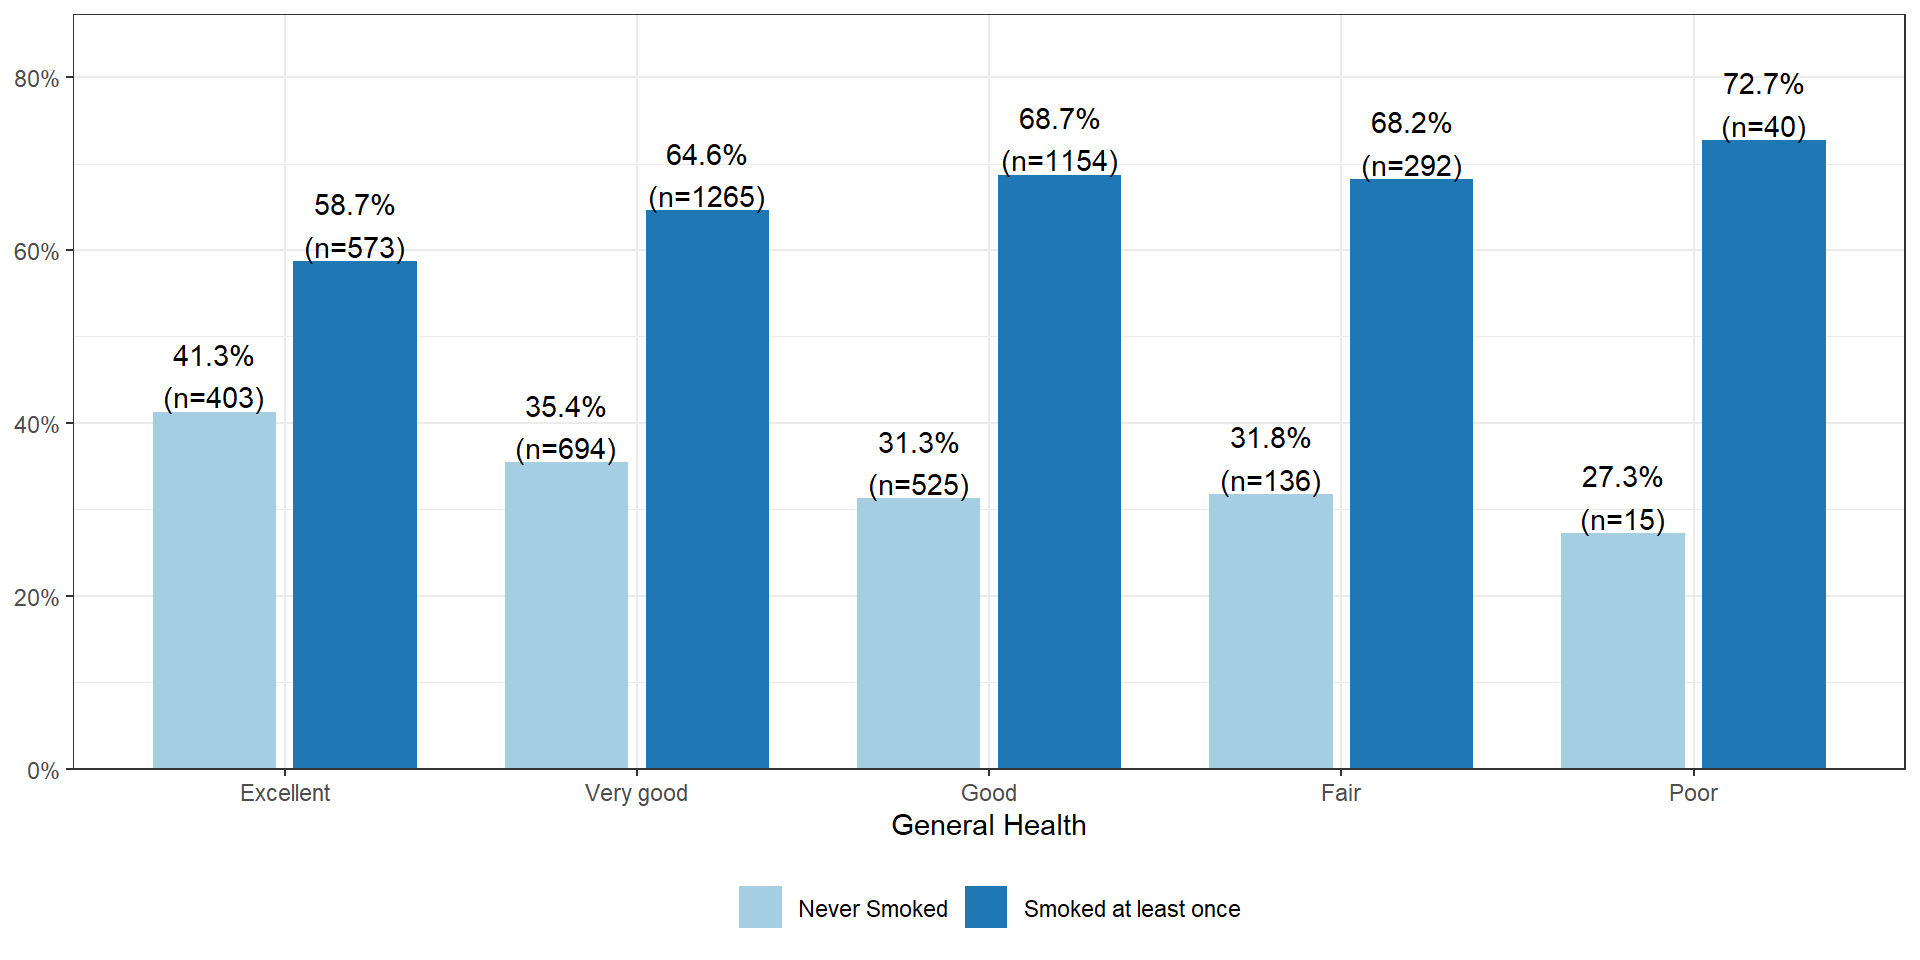 80%
60%
40%
20%
0%
41.3%
(n=403)
58.7%
(n=573)
35.4%
(n=694)
64.6%
(n=1265)
31.3%
(n=525)
68.7%
(n=1154)
31.8%
(n=136)
68.2%
(n=292)
27.3%
(n=15)
72.7%
(n=40)
Excellent
Very good
Good
Fair
Poor
General Health
Never Smoked
Smoked at least once